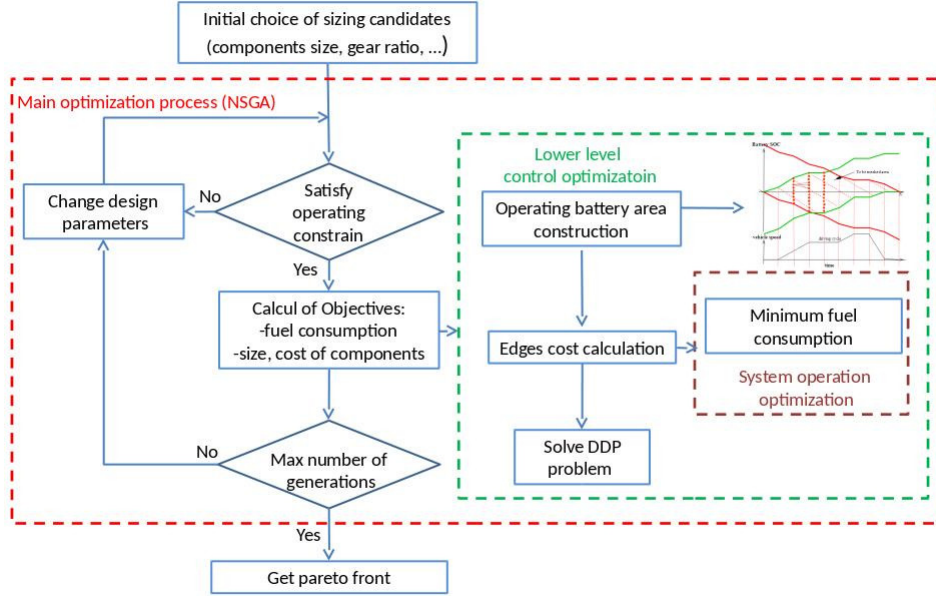 Initial choice of sizing candidates
(components size, gear ratio, ...)
Main optimization process (NSGA)
Change design
parameters
No
Satisfy
operating
constrain
Yes
Calcul of Objectives:
-fuel consumption
-size, cost of components
No
Max number of
generations
Yes
Get pareto front
Lower level
control optimizatoin
Operating battery area
construction
Battery SOC
vehicle speed
time
Edges cost calculation
Minimum fuel
consumption
System operation
optimization
Solve DDP
problem